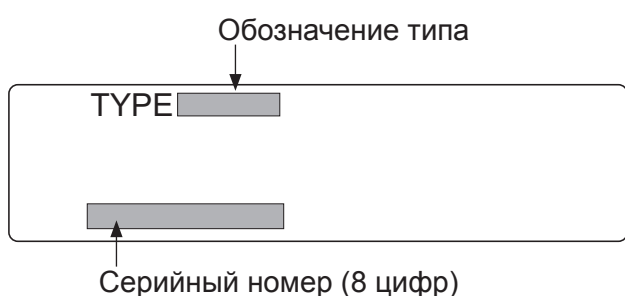 Обозначение типа
TYPE
Серийный номер (8 цифр)